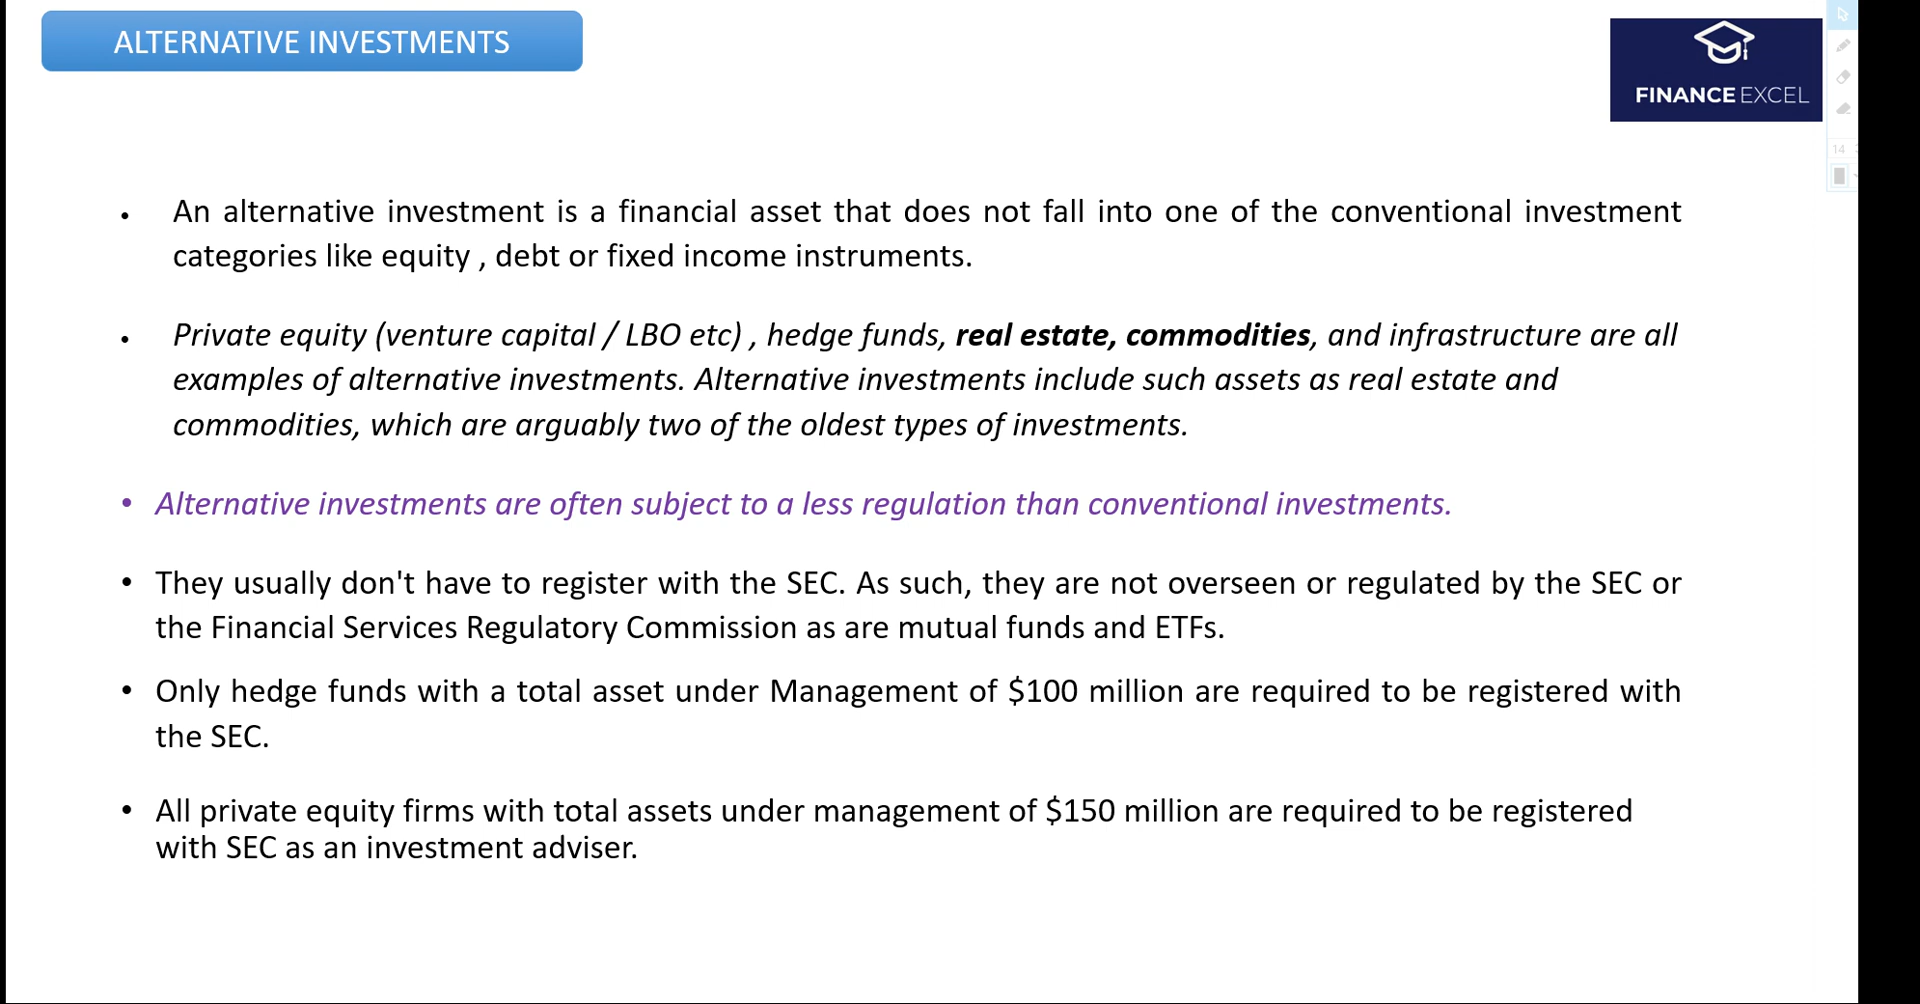 ALTERNATIVE INVESTMENTS
FINANCE EXCEL
14
• An alternative investment is a financial asset that does not fall into one of the conventional investment
categories like equity , debt or fixed income instruments.
• Private equity (venture capital / LBO etc) , hedge funds, real estate, commodities, and infrastructure are all
examples of alternative investments. Alternative investments include such assets as real estate and
commodities, which are arguably two of the oldest types of investments.
• Alternative investments are often subject to a less regulation than conventional investments.
• They usually don't have to register with the SEC. As such, they are not overseen or regulated by the SEC or
the Financial Services Regulatory Commission as are mutual funds and ETFs.
• Only hedge funds with a total asset under Management of $100 million are required to be registered with
the SEC.
• All private equity firms with total assets under management of $150 million are required to be registered
with SEC as an investment adviser.